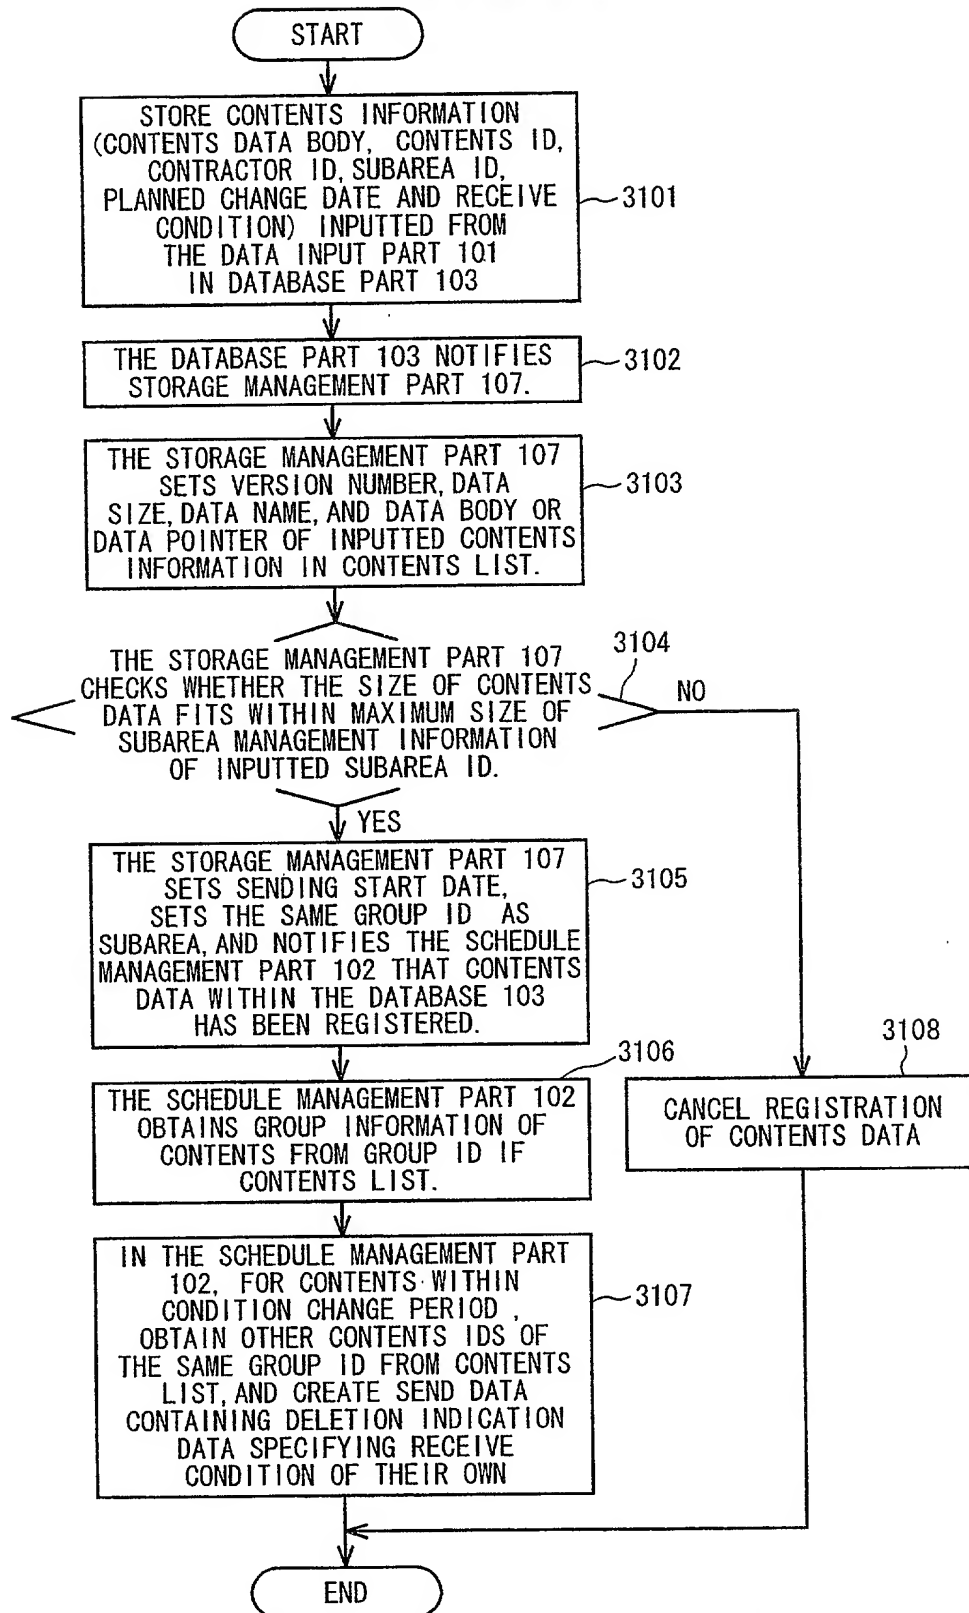 START
STORE CONTENTS INFORMATION
(CONTENTS DATA BODY, CONTENTS ID,
CONTRACTOR ID, SUBAREA ID,
PLANNED CHANGE DATE AND RECEIVE
CONDITION) INPUTTED FROM
THE DATA INPUT PART 101
IN DATABASE PART 103
3101
THE DATABASE PART 103 NOTIFIES
STORAGE MANAGEMENT PART 107.
3102
THE STORAGE MANAGEMENT PART 107
SETS VERSION NUMBER, DATA
SIZE, DATA NAME, AND DATA BODY OR
DATA POINTER OF INPUTTED CONTENTS
INFORMATION IN CONTENTS LIST.
3103
THE STORAGE MANAGEMENT PART 107
CHECKS WHETHER THE SIZE OF CONTENTS
DATA FITS WITHIN MAXIMUM SIZE OF
SUBAREA MANAGEMENT INFORMATION
OF INPUTTED SUBAREA ID.
3104
NO
YES
THE STORAGE MANAGEMENT PART 107
SETS SENDING START DATE,
SETS THE SAME GROUP ID AS
SUBAREA, AND NOTIFIES THE SCHEDULE
MANAGEMENT PART 102 THAT CONTENTS
DATA WITHIN THE DATABASE 103
HAS BEEN REGISTERED.
3105
THE SCHEDULE MANAGEMENT PART 102
OBTAINS GROUP INFORMATION OF
CONTENTS FROM GROUP ID IF
CONTENTS LIST.
3106
3108
CANCEL REGISTRATION
OF CONTENTS DATA
IN THE SCHEDULE MANAGEMENT PART
102, FOR CONTENTS WITHIN
CONDITION CHANGE PERIOD ,
OBTAIN OTHER CONTENTS IDS OF
THE SAME GROUP ID FROM CONTENTS
LIST, AND CREATE SEND DATA
CONTAINING DELETION INDICATION
DATA SPECIFYING RECEIVE
CONDITION OF THEIR OWN
3107
END